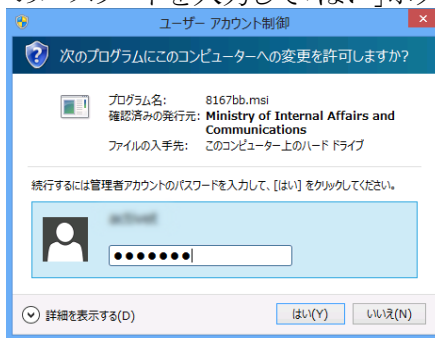 ユーザー アカウント制御
次のプログラムにこのコンピューターへの変更を許可しますか?
プログラム名: 8167bb.msi
確認済みの発行元: Ministry of Internal Affairs and
Communications
ファイルの入手先: このコンピューター上のハード ドライブ
続行するには管理者アカウントのパスワードを入力して、[はい] をクリックしてください。
●●●●●●●
詳細を表示する(D) はい(Y) いいえ(N)